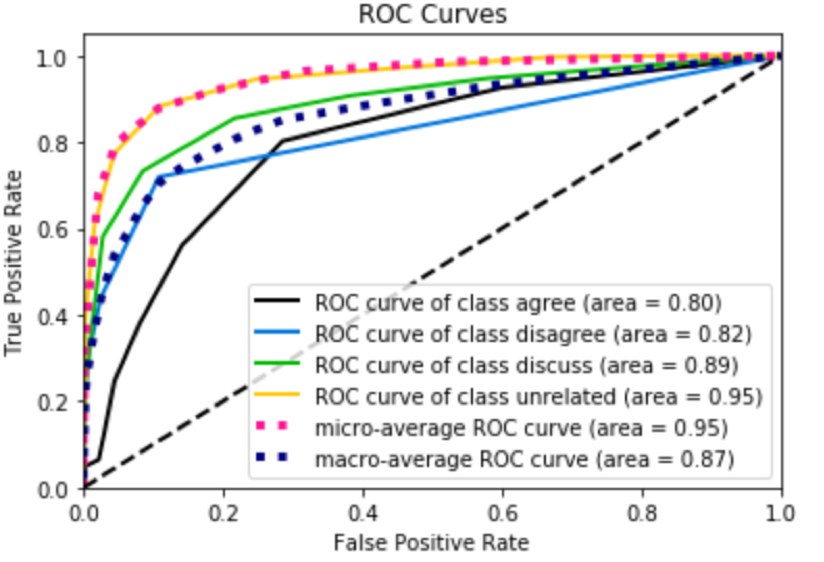 ROC Curves
True Positive Rate
1.0
0.8
0.6
0.4
0.2
0.0
ROC curve of class agree (area = 0.80)
ROC curve of class disagree (area = 0.82)
ROC curve of class discuss (area = 0.89)
ROC curve of class unrelated (area = 0.95)
micro-average ROC curve (area = 0.95)
macro-average ROC curve (area = 0.87)
0.0 0.2 0.4 0.6 0.8 1.0
False Positive Rate